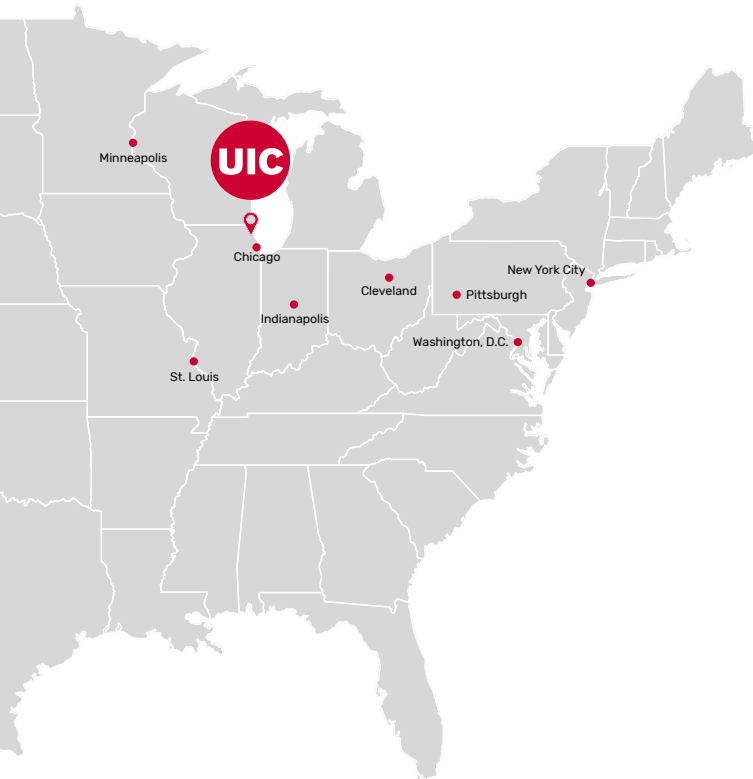 Minneapolis
UIC
Chicago
New York City
Cleveland
Pittsburgh
Indianapolis
Washington, D.C.
St. Louis